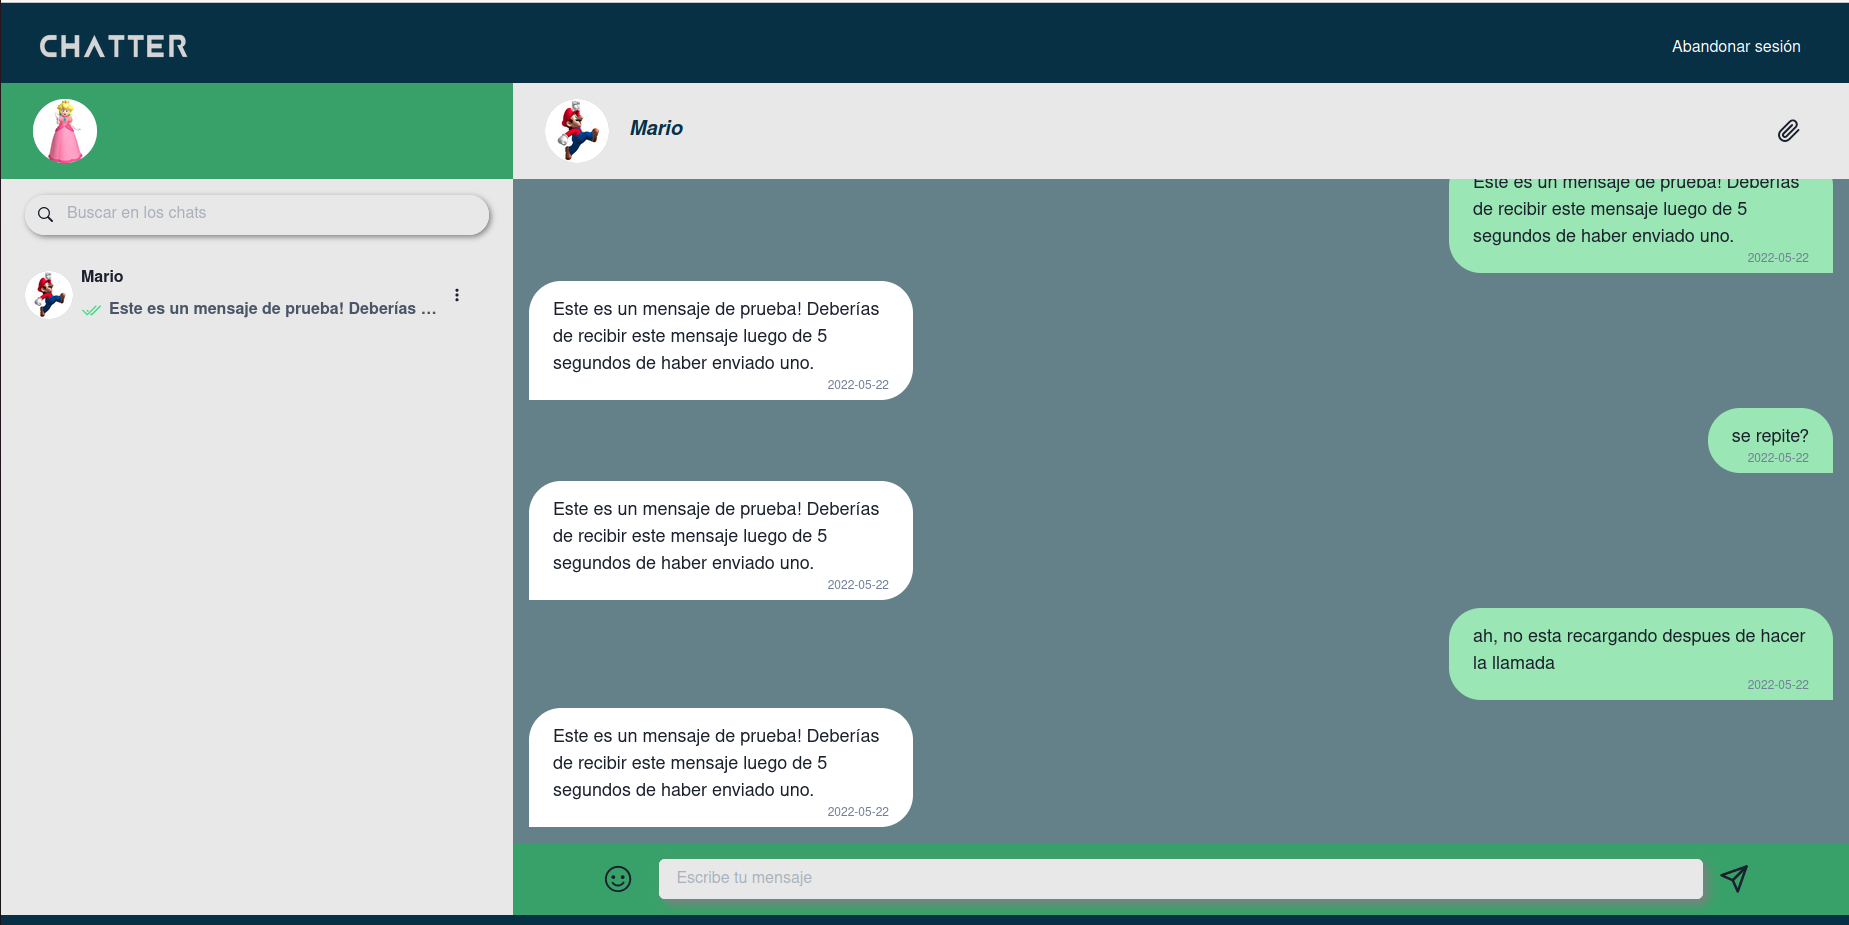 CHATTER
Abandonar sesión
Mario
Buscar en los chats
Mario
Este es un mensaje de prueba! Deberías ...
Este es un mensaje de prueba! Deberías
de recibir este mensaje luego de 5
segundos de haber enviado uno.
2022-05-22
Este es un mensaje de prueba! Deberías
de recibir este mensaje luego de 5
segundos de haber enviado uno.
2022-05-22
se repite?
2022-05-22
Este es un mensaje de prueba! Deberías
de recibir este mensaje luego de 5
segundos de haber enviado uno.
2022-05-22
ah, no esta recargando despues de hacer
la llamada
2022-05-22
Este es un mensaje de prueba! Deberías
de recibir este mensaje luego de 5
segundos de haber enviado uno.
2022-05-22
Escribe tu mensaje